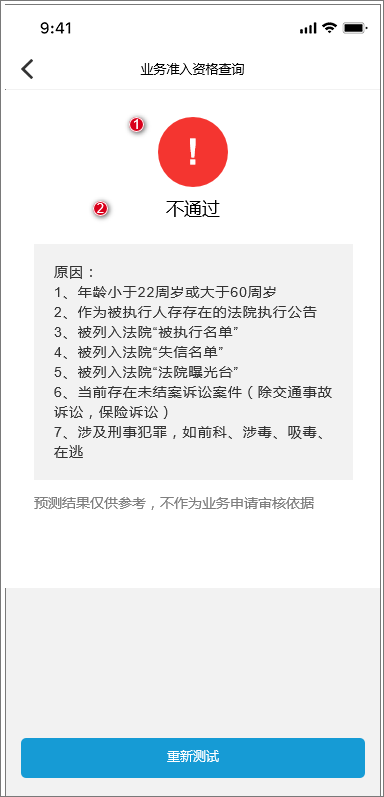 9:41
业务准入资格查询
1
!
2
不通过
原因：
1、年龄小于22周岁或大于60周岁
2、作为被执行人存存在的法院执行公告
3、被列入法院“被执行名单”
4、被列入法院“失信名单”
5、被列入法院“法院曝光台”
6、当前存在未结案诉讼案件（除交通事故
诉讼，保险诉讼）
7、涉及刑事犯罪，如前科、涉毒、吸毒、
在逃
预测结果仅供参考，不作为业务申请审核依据
重新测试